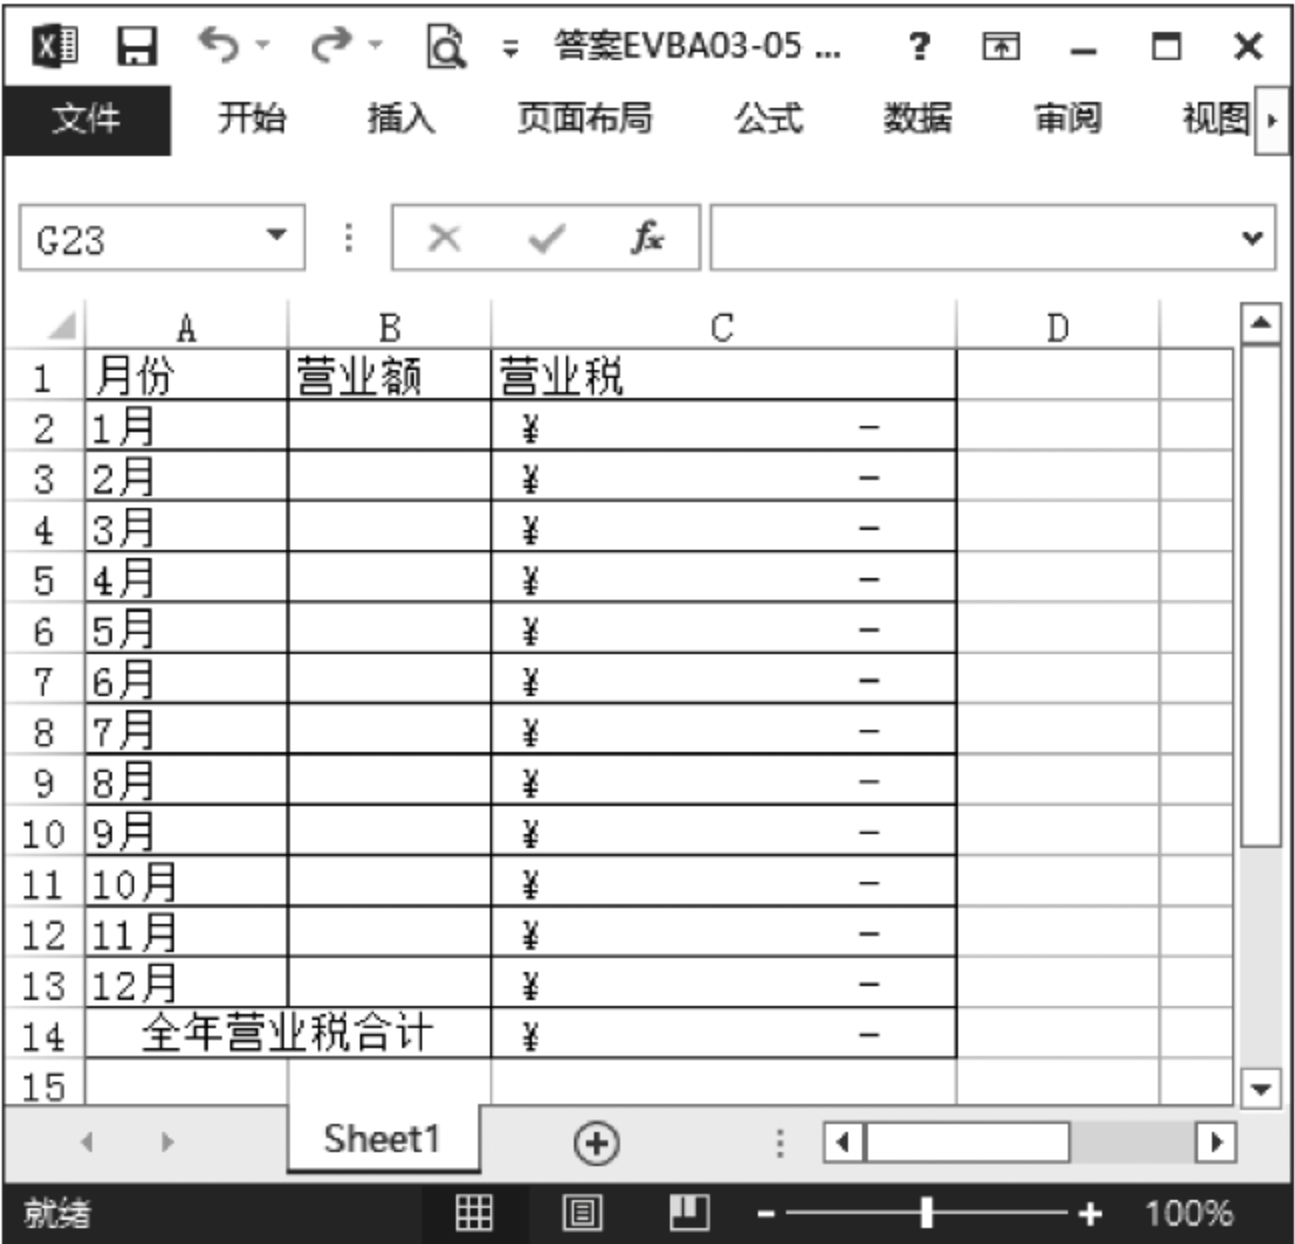 答案EVBA03-05 ... ?
文件 开始 插入 页面布局 公式 数据 审阅 视图
G23 fx
A B C D
1 月份 营业额 营业税
2 1月 ¥ -
3 2月 ¥ -
4 3月 ¥ -
5 4月 ¥ -
6 5月 ¥ -
7 6月 ¥ -
8 7月 ¥ -
9 8月 ¥ -
10 9月 ¥ -
11 10月 ¥ -
12 11月 ¥ -
13 12月 ¥ -
14 全年营业税合计 ¥ -
15
Sheet1
就绪 100%